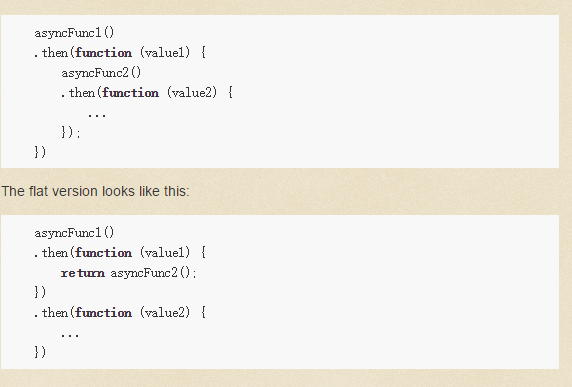 asyncFunc1()
.then(function (value1) {
    asyncFunc2()
    .then(function (value2) {
        ...
    });
})
The flat version looks like this:
asyncFunc1()
.then(function (value1) {
    return asyncFunc2();
})
.then(function (value2) {
    ...
})